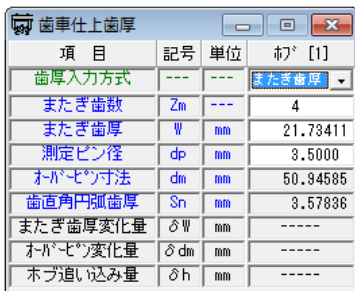 歯車仕上歯厚
項 目 記号 単位 ﾎﾌﾞ [1]
歯厚入力方式 --- --- またぎ歯厚
またぎ歯数 Zm --- 4
またぎ歯厚 W mm 21.73411
測定ピン径 dp mm 3.5000
ｵｰﾊﾞｰﾋﾟﾝ寸法 dm mm 50.94585
歯直角円弧歯厚 Sn mm 3.57836
またぎ歯厚変化量 δW mm -----
ｵｰﾊﾞｰﾋﾟﾝ変化量 δdm mm -----
ホブ追い込み量 δh mm -----